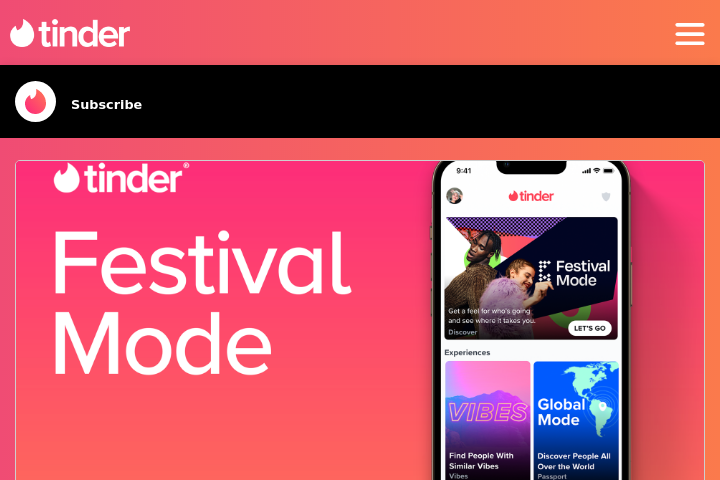 tinder
Subscribe
tinder®
Festival
Mode
9:41
tinder
Festival
Mode
Get a feel for who's going
and see where it takes you.
Discover
LET'S GO
Experiences
VIBES
Global
Mode
Find People With
Similar Vibes
Vibes
Discover People All
Over the World
Passport